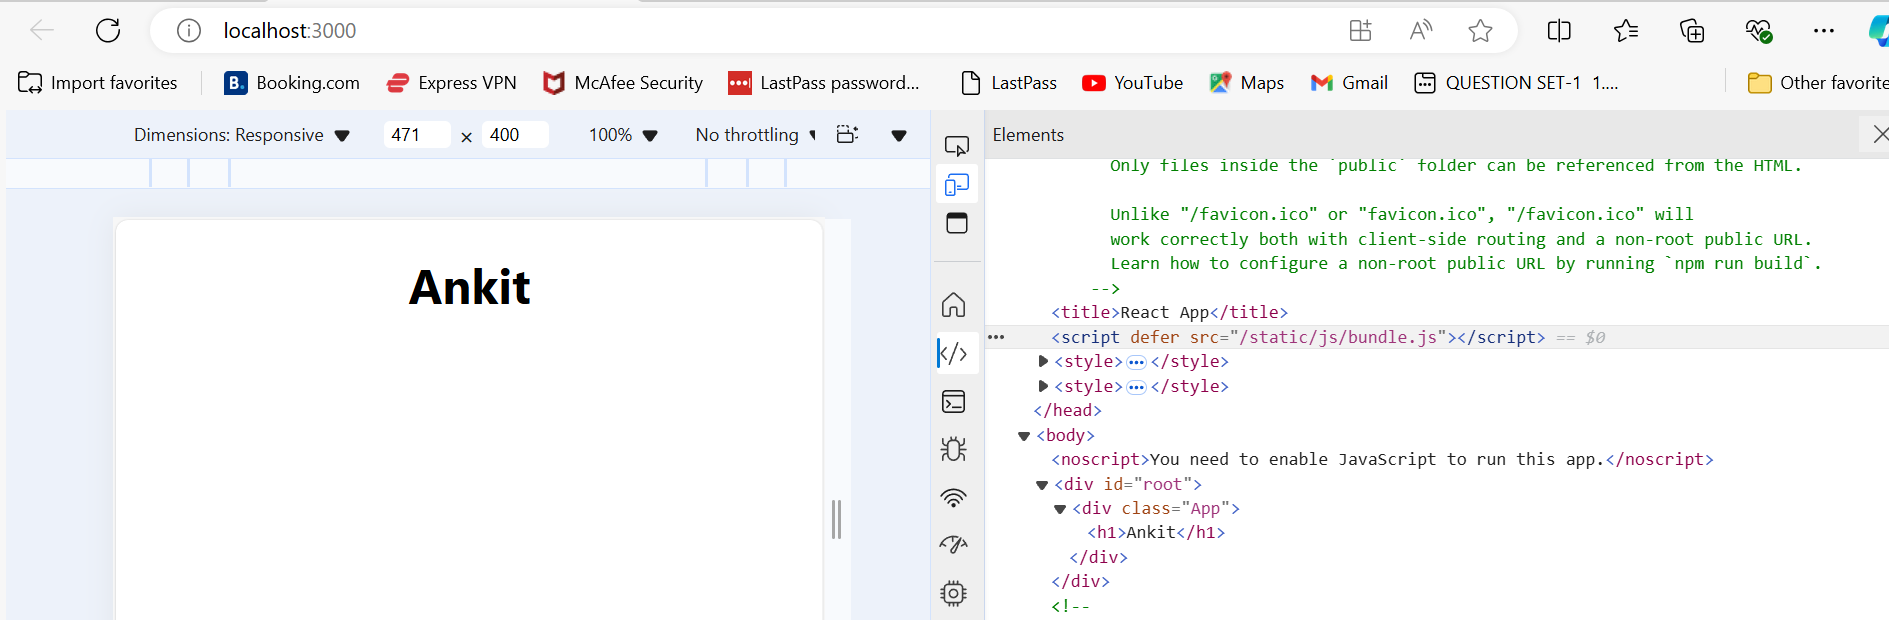 localhost:3000
Import favorites
B. Booking.com
Express VPN
McAfee Security
LastPass password...
LastPass
YouTube
Maps
Gmail
QUESTION SET-1 1....
Other favorite
Dimensions: Responsive
471 × 400
100%
No throttling
Elements
Only files inside the `public` folder can be referenced from the HTML.
Unlike "/favicon.ico" or "favicon.ico", "/favicon.ico" will
work correctly both with client-side routing and a non-root public URL.
Learn how to configure a non-root public URL by running `npm run build`.
-->
<title>React App</title>
<script defer src="/static/js/bundle.js"></script> == $0
<style>…</style>
<style>…</style>
</head>
<body>
<noscript>You need to enable JavaScript to run this app.</noscript>
<div id="root">
<div class="App">
<h1>Ankit</h1>
</div>
</div>
<!--
Ankit